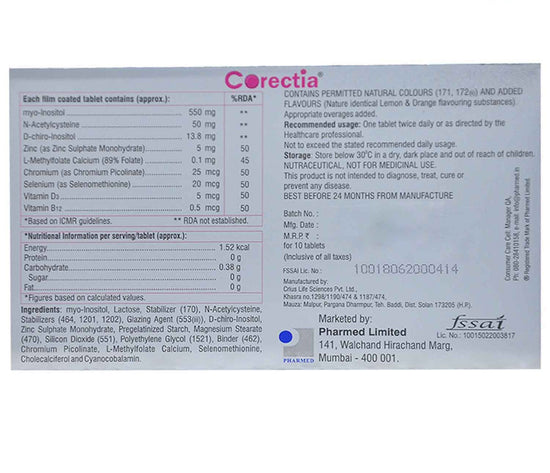 Corectia®
Each film coated tablet contains (approx.): %RDA*
myo-Inositol 550 mg **
N-Acetylcysteine 50 mg **
D-chiro-Inositol 13.8 mg **
Zinc (as Zinc Sulphate Monohydrate) 5 mg 50
L-Methylfolate Calcium (89% Folate) 0.1 mg 45
Chromium (as Chromium Picolinate) 25 mcg 50
Selenium (as Selenomethionine) 20 mcg 50
Vitamin D3 5 mcg 50
Vitamin B12 0.5 mcg 50
*Based on ICMR guidelines. ** RDA not established.
*Nutritional Information per serving/tablet (approx.):
Energy 1.52 kcal
Protein 0 g
Carbohydrate 0.38 g
Sugar 0 g
Fat 0 g
*Figures based on calculated values.
Ingredients: myo-Inositol, Lactose, Stabilizer (170), N-Acetylcysteine,
Stabilizers (464, 1201, 1202), Glazing Agent (553(iii)), D-chiro-Inositol,
Zinc Sulphate Monohydrate, Pregelatinized Starch, Magnesium Stearate
(470), Silicon Dioxide (551), Polyethylene Glycol (1521), Binder (462),
Chromium Picolinate, L-Methylfolate Calcium, Selenomethionine,
Cholecalciferol and Cyanocobalamin.
CONTAINS PERMITTED NATURAL COLOURS (171, 172(ii)) AND ADDED
FLAVOURS (Nature identical Lemon & Orange flavouring substances).
Appropriate overages added.
Recommended usage: One tablet twice daily or as directed by the
Healthcare professional.
Not to exceed the stated recommended daily usage.
Storage: Store below 30°C in a dry, dark place and out of reach of children.
NUTRACEUTICAL, NOT FOR MEDICINAL USE.
This product is not intended to diagnose, treat, cure or
prevent any disease.
BEST BEFORE 24 MONTHS FROM MANUFACTURE
Batch No. :
Mfg. Date :
M.R.P. ₹ :
for 10 tablets
(Inclusive of all taxes)
FSSAI Lic. No.: 10018062000414
Manufactured by:
Crius Life Sciences Pvt. Ltd.,
Khasra no.1298/1190/474 & 1187/474,
Mauza: Malpur, Pargana Dharmpur, Teh. Baddi, Dist. Solan 173205 (H.P.).
PHARMED
Marketed by:
Pharmed Limited
141, Walchand Hirachand Marg,
Mumbai - 400 001.
fssai
Lic. No.: 10015022003817
Consumer Care Cell: Manager QA,
Ph: 080-28410158, e-mail: info@pharmed.in
® Registered Trade Mark of Pharmed Limited